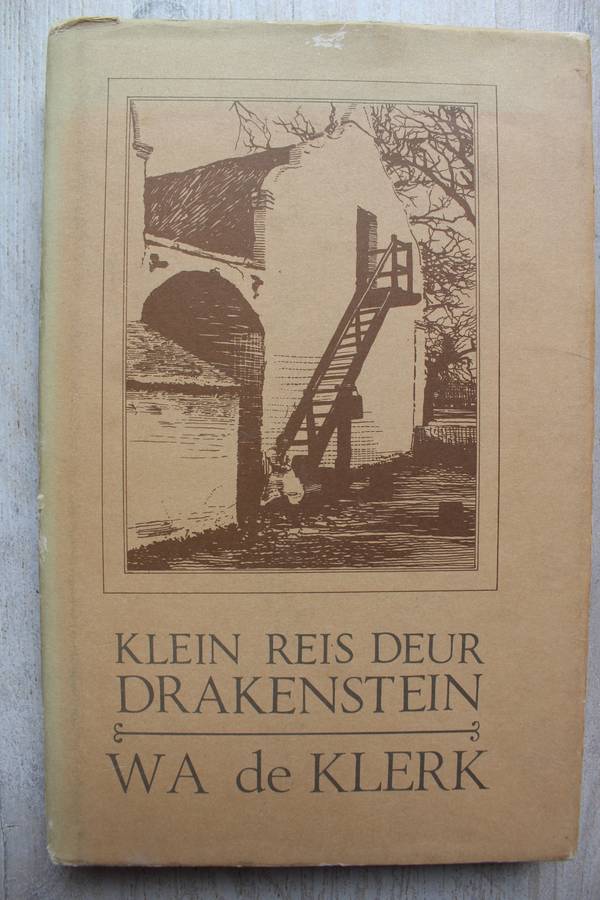 KLEIN REIS DEUR
DRAKENSTEIN
WA de KLERK